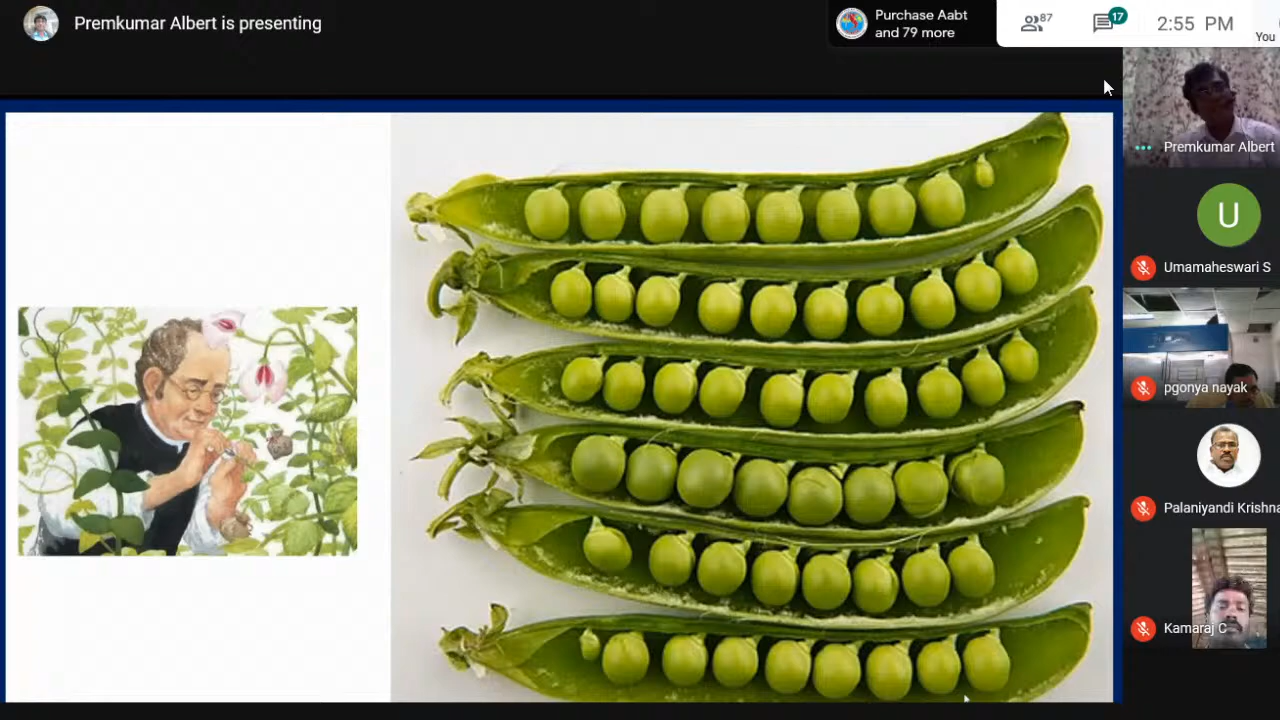 Premkumar Albert is presenting
Purchase Aabt
and 79 more
87
17
2:55 PM
You
Premkumar Albert
U
Umamaheswari S
pgonya nayak
Palaniyandi Krishna
Kamaraj C